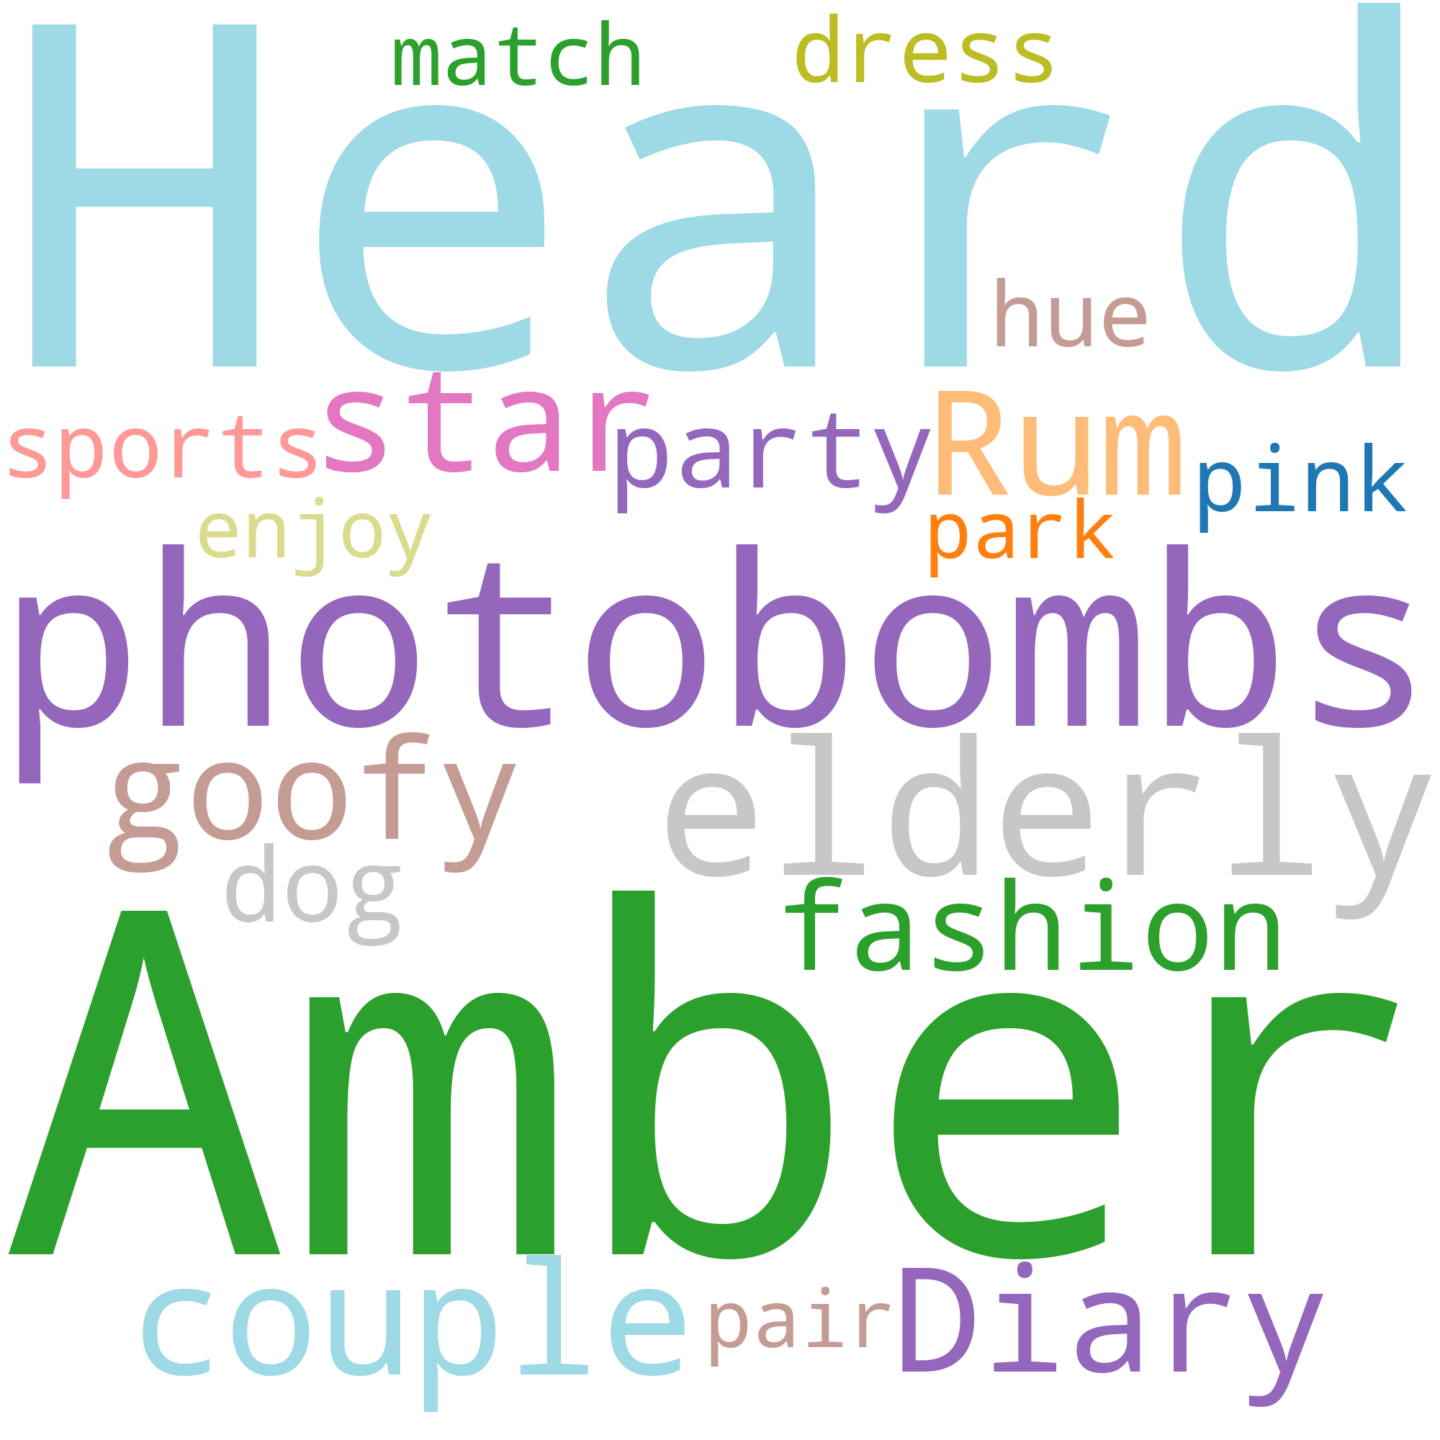 match dress
Heard
hue
star
sports party Rum pink
enjoy park
photobombs
goofy elderly
dog fashion
Amber
couple pair Diary